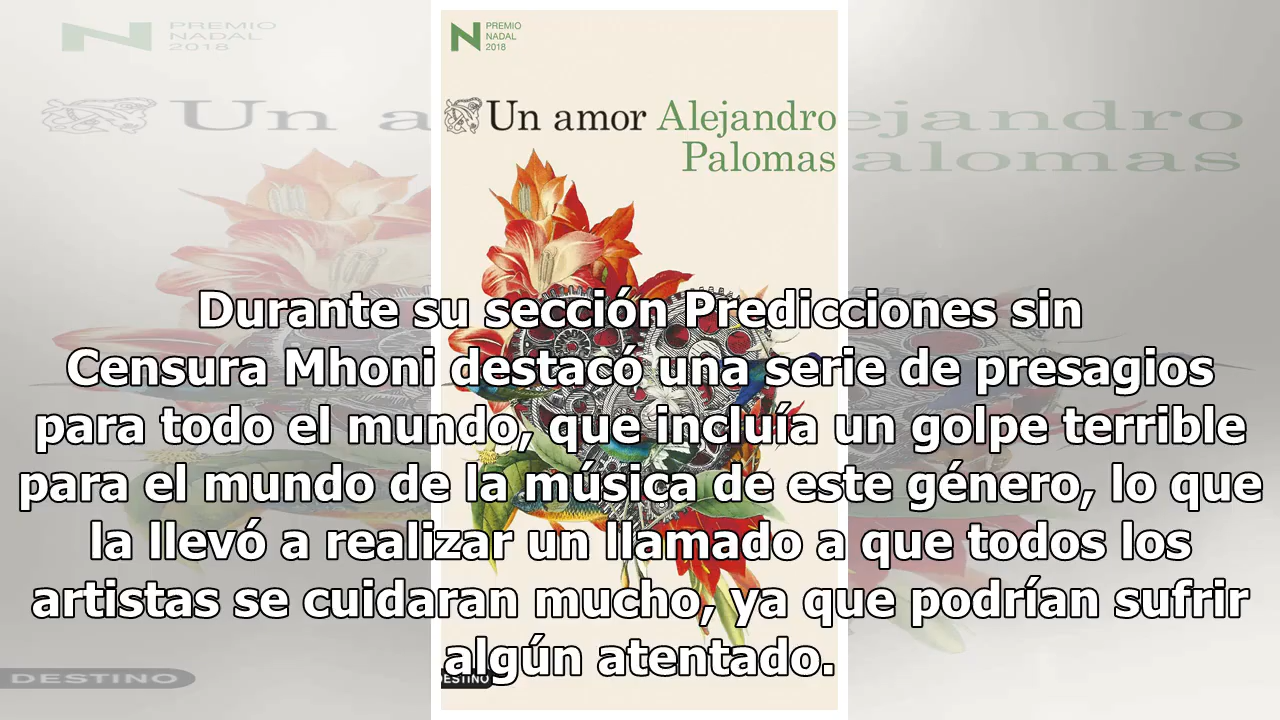 PREMIO
NADAL
2018
PREMIO
NADAL
2018
Un amor Alejandro
Palomas
Durante su sección Predicciones sin
Censura Mhoni destacó una serie de presagios
para todo el mundo, que incluía un golpe terrible
para el mundo de la música de este género, lo que
la llevó a realizar un llamado a que todos los
artistas se cuidaran mucho, ya que podrían sufrir
algún atentado.
DESTINO